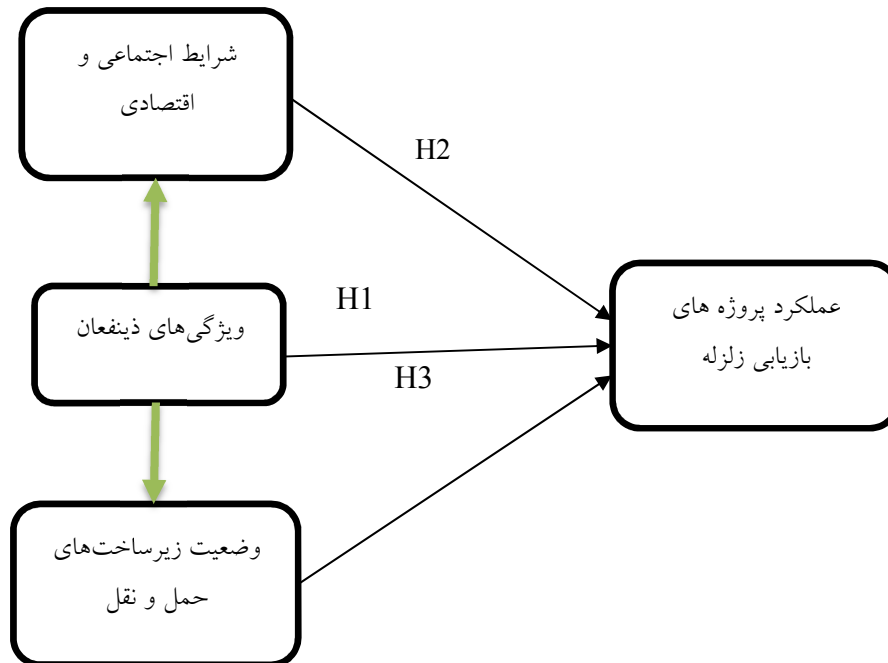 شرایط اجتماعی و
اقتصادی
H2
ویژگی‌های ذینفعان
H1
عملکرد پروژه های
بازیابی زلزله
H3
وضعیت زیرساخت‌های
حمل و نقل